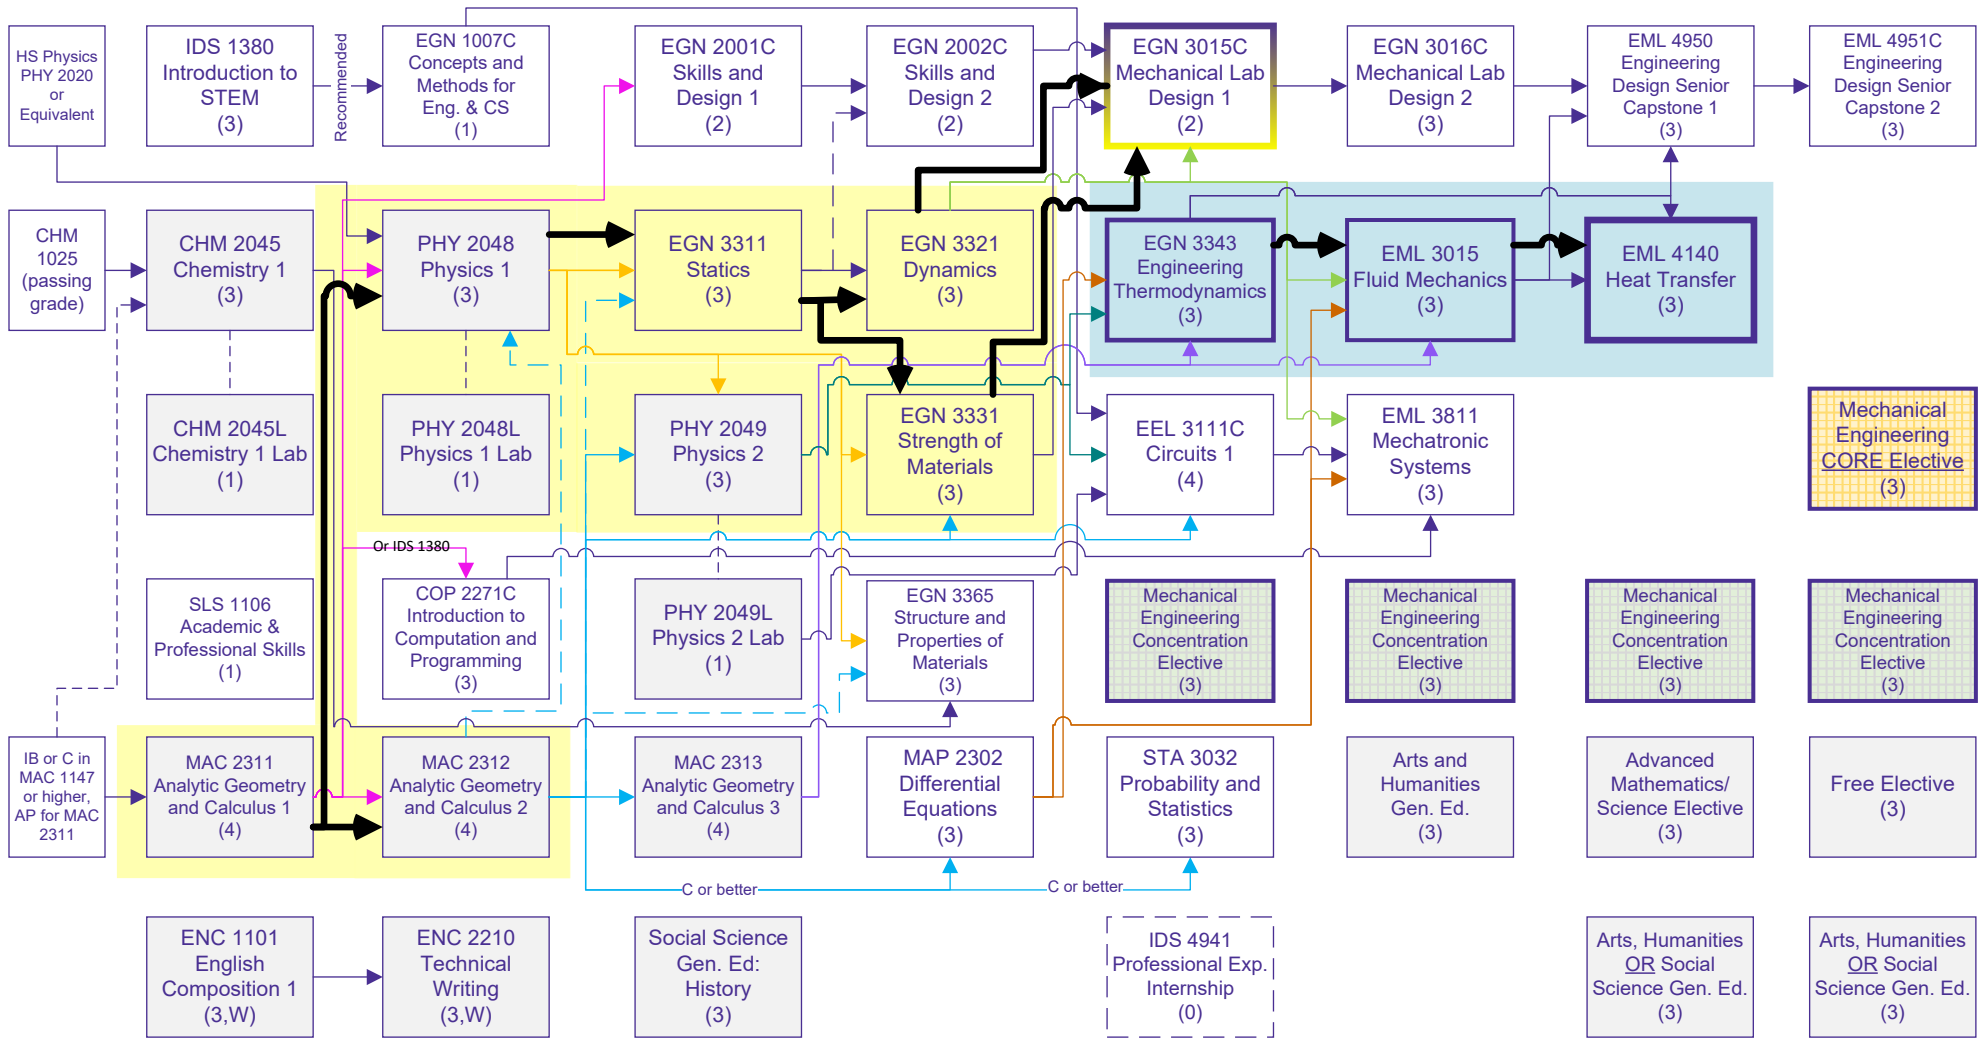 HS Physics
PHY 2020
or
Equivalent
IDS 1380
Introduction to
STEM
(3)
Recommended
EGN 1007C
Concepts and
Methods for
Eng. & CS
(1)
EGN 2001C
Skills and
Design 1
(2)
EGN 2002C
Skills and
Design 2
(2)
EGN 3015C
Mechanical Lab
Design 1
(2)
EGN 3016C
Mechanical Lab
Design 2
(3)
EML 4950
Engineering
Design Senior
Capstone 1
(3)
EML 4951C
Engineering
Design Senior
Capstone 2
(3)
CHM
1025
(passing
grade)
CHM 2045
Chemistry 1
(3)
PHY 2048
Physics 1
(3)
EGN 3311
Statics
(3)
EGN 3321
Dynamics
(3)
EGN 3343
Engineering
Thermodynamics
(3)
EML 3015
Fluid Mechanics
(3)
EML 4140
Heat Transfer
(3)
CHM 2045L
Chemistry 1 Lab
(1)
PHY 2048L
Physics 1 Lab
(1)
PHY 2049
Physics 2
(3)
EGN 3331
Strength of
Materials
(3)
EEL 3111C
Circuits 1
(4)
EML 3811
Mechatronic
Systems
(3)
Mechanical
Engineering
CORE Elective
(3)
Or IDS 1380
SLS 1106
Academic &
Professional Skills
(1)
COP 2271C
Introduction to
Computation and
Programming
(3)
PHY 2049L
Physics 2 Lab
(1)
EGN 3365
Structure and
Properties of
Materials
(3)
Mechanical
Engineering
Concentration
Elective
(3)
Mechanical
Engineering
Concentration
Elective
(3)
Mechanical
Engineering
Concentration
Elective
(3)
Mechanical
Engineering
Concentration
Elective
(3)
IB or C in
MAC 1147
or higher,
AP for MAC
2311
MAC 2311
Analytic Geometry
and Calculus 1
(4)
MAC 2312
Analytic Geometry
and Calculus 2
(4)
MAC 2313
Analytic Geometry
and Calculus 3
(4)
MAP 2302
Differential
Equations
(3)
STA 3032
Probability and
Statistics
(3)
Arts and
Humanities
Gen. Ed.
(3)
Advanced
Mathematics/
Science Elective
(3)
Free Elective
(3)
C or better
C or better
ENC 1101
English
Composition 1
(3,W)
ENC 2210
Technical
Writing
(3,W)
Social Science
Gen. Ed:
History
(3)
IDS 4941
Professional Exp.
Internship
(0)
Arts, Humanities
OR Social
Science Gen. Ed.
(3)
Arts, Humanities
OR Social
Science Gen. Ed.
(3)